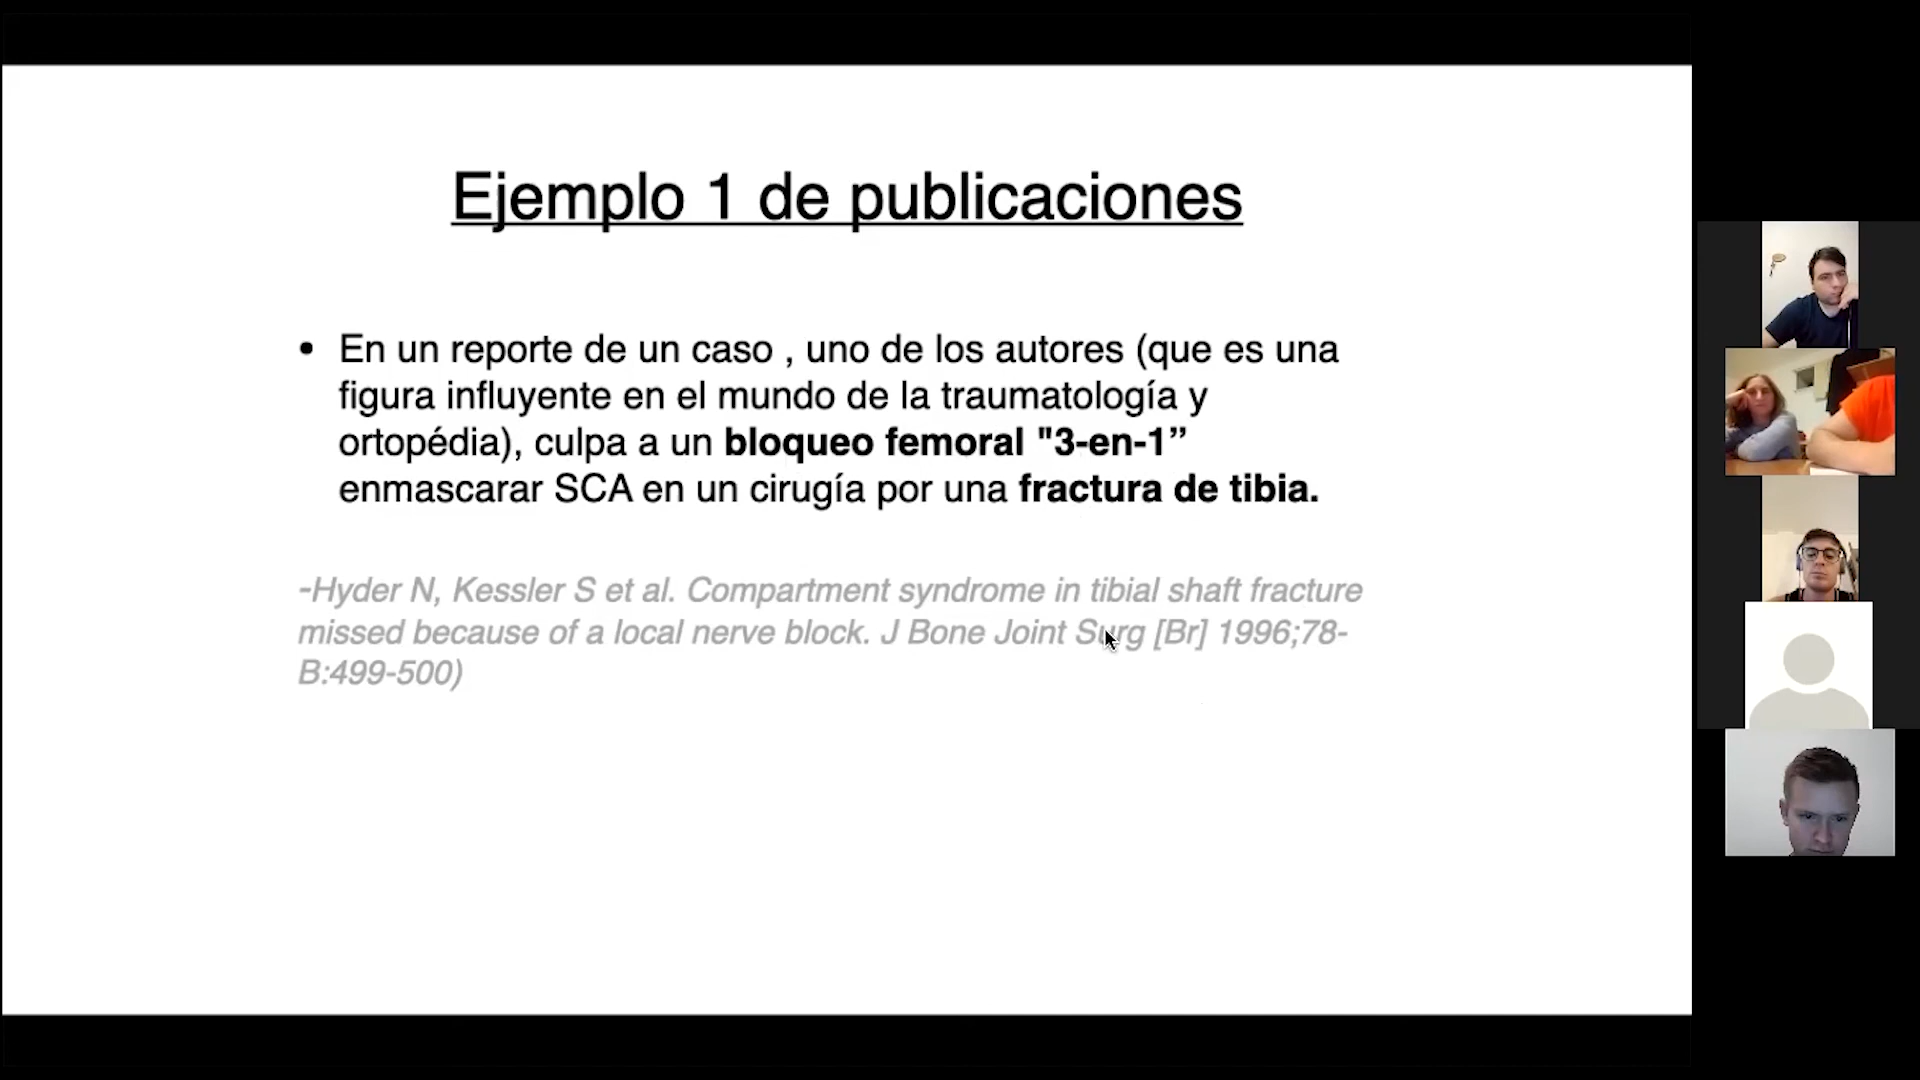 Ejemplo 1 de publicaciones
• En un reporte de un caso , uno de los autores (que es una
figura influyente en el mundo de la traumatología y
ortopédia), culpa a un bloqueo femoral "3-en-1”
enmascarar SCA en un cirugía por una fractura de tibia.
-Hyder N, Kessler S et al. Compartment syndrome in tibial shaft fracture
missed because of a local nerve block. J Bone Joint Surg [Br] 1996;78-
B:499-500)